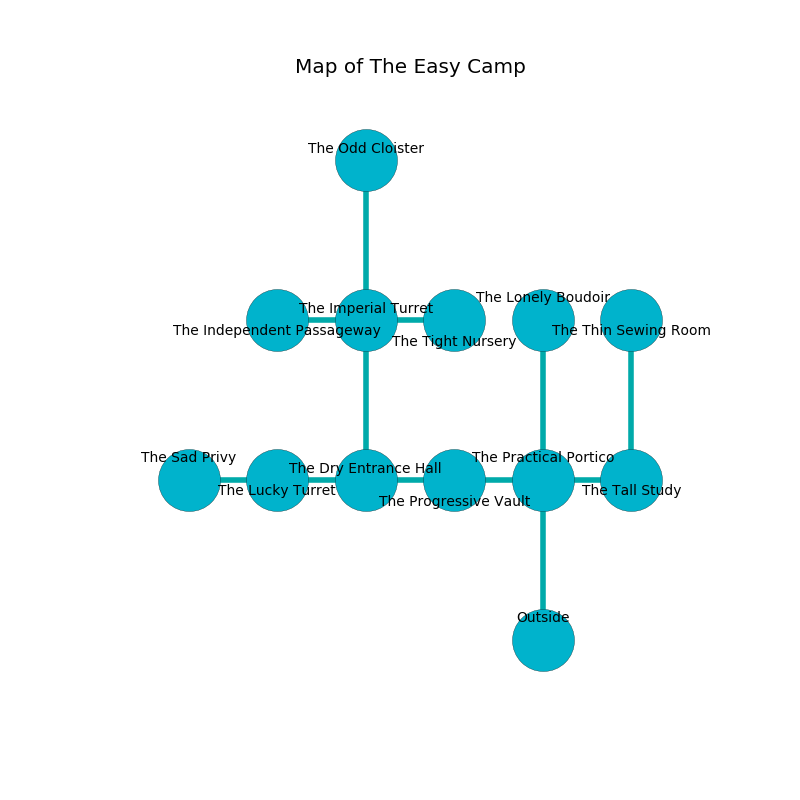 Map of The Easy Camp
The Odd Cloister
The Lonely Boudoir
The Imperial Turret
The Independent Passageway
The Thin Sewing Room
The Tight Nursery
The Sad Privy
The Practical Portico
The Dry Entrance Hall
The Lucky Turret
The Tall Study
The Progressive Vault
Outside